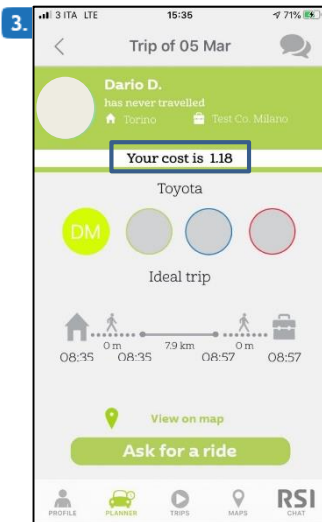 3.
3 ITA LTE 15:35 71%
Trip of 05 Mar
Dario D.
has never travelled
Torino Test Co. Milano
Your cost is 1.18
Toyota
DM
Ideal trip
0 m 7.9 km 0 m
08:35 08:35 08:57 08:57
View on map
Ask for a ride
PROFILE PLANNER TRIPS MAPS RSI CHAT